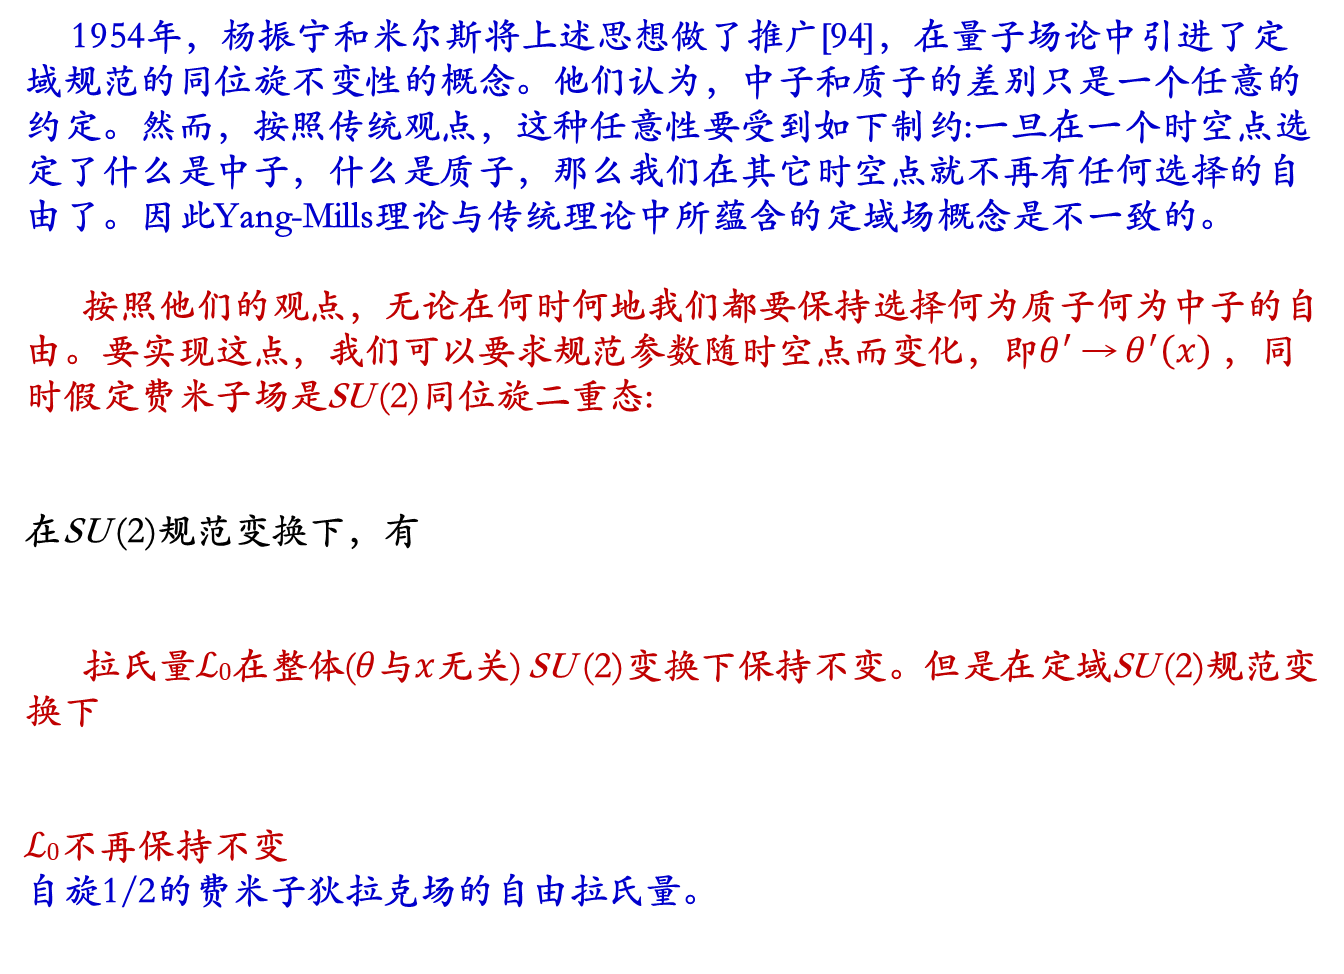 1954年，杨振宁和米尔斯将上述思想做了推广[94]，在量子场论中引进了定
域规范的同位旋不变性的概念。他们认为，中子和质子的差别只是一个任意的
约定。然而，按照传统观点，这种任意性要受到如下制约:一旦在一个时空点选
定了什么是中子，什么是质子，那么我们在其它时空点就不再有任何选择的自
由了。因此Yang-Mills理论与传统理论中所蕴含的定域场概念是不一致的。
按照他们的观点，无论在何时何地我们都要保持选择何为质子何为中子的自
由。要实现这点，我们可以要求规范参数随时空点而变化，即θ′ → θ′(x) ，同
时假定费米子场是SU(2)同位旋二重态:
在SU(2)规范变换下，有
拉氏量ℒ₀在整体(θ与x无关) SU(2)变换下保持不变。但是在定域SU(2)规范变
换下
ℒ₀不再保持不变
自旋1/2的费米子狄拉克场的自由拉氏量。